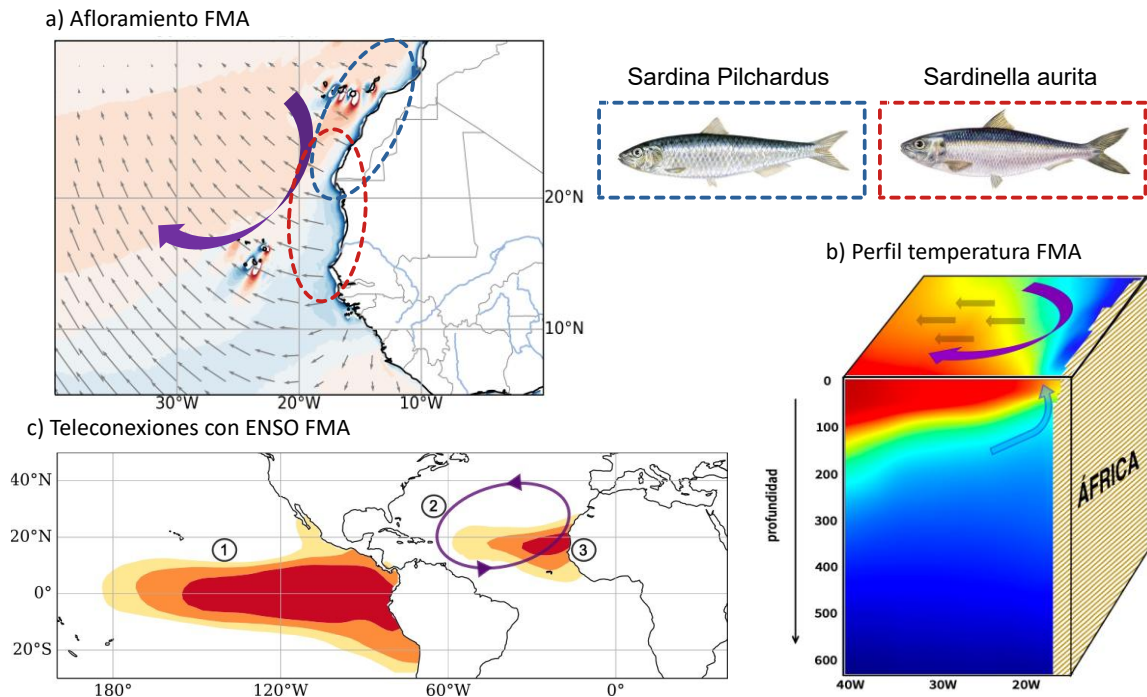 a) Afloramiento FMA
20°N
10°N
30°W
20°W
10°W
Sardina Pilchardus
Sardinella aurita
b) Perfil temperatura FMA
0
100
200
300
400
500
600
profundidad
ÁFRICA
40W
30W
20W
c) Teleconexiones con ENSO FMA
40°N
20°N
0°
20°S
1
2
3
180°
120°W
60°W
0°